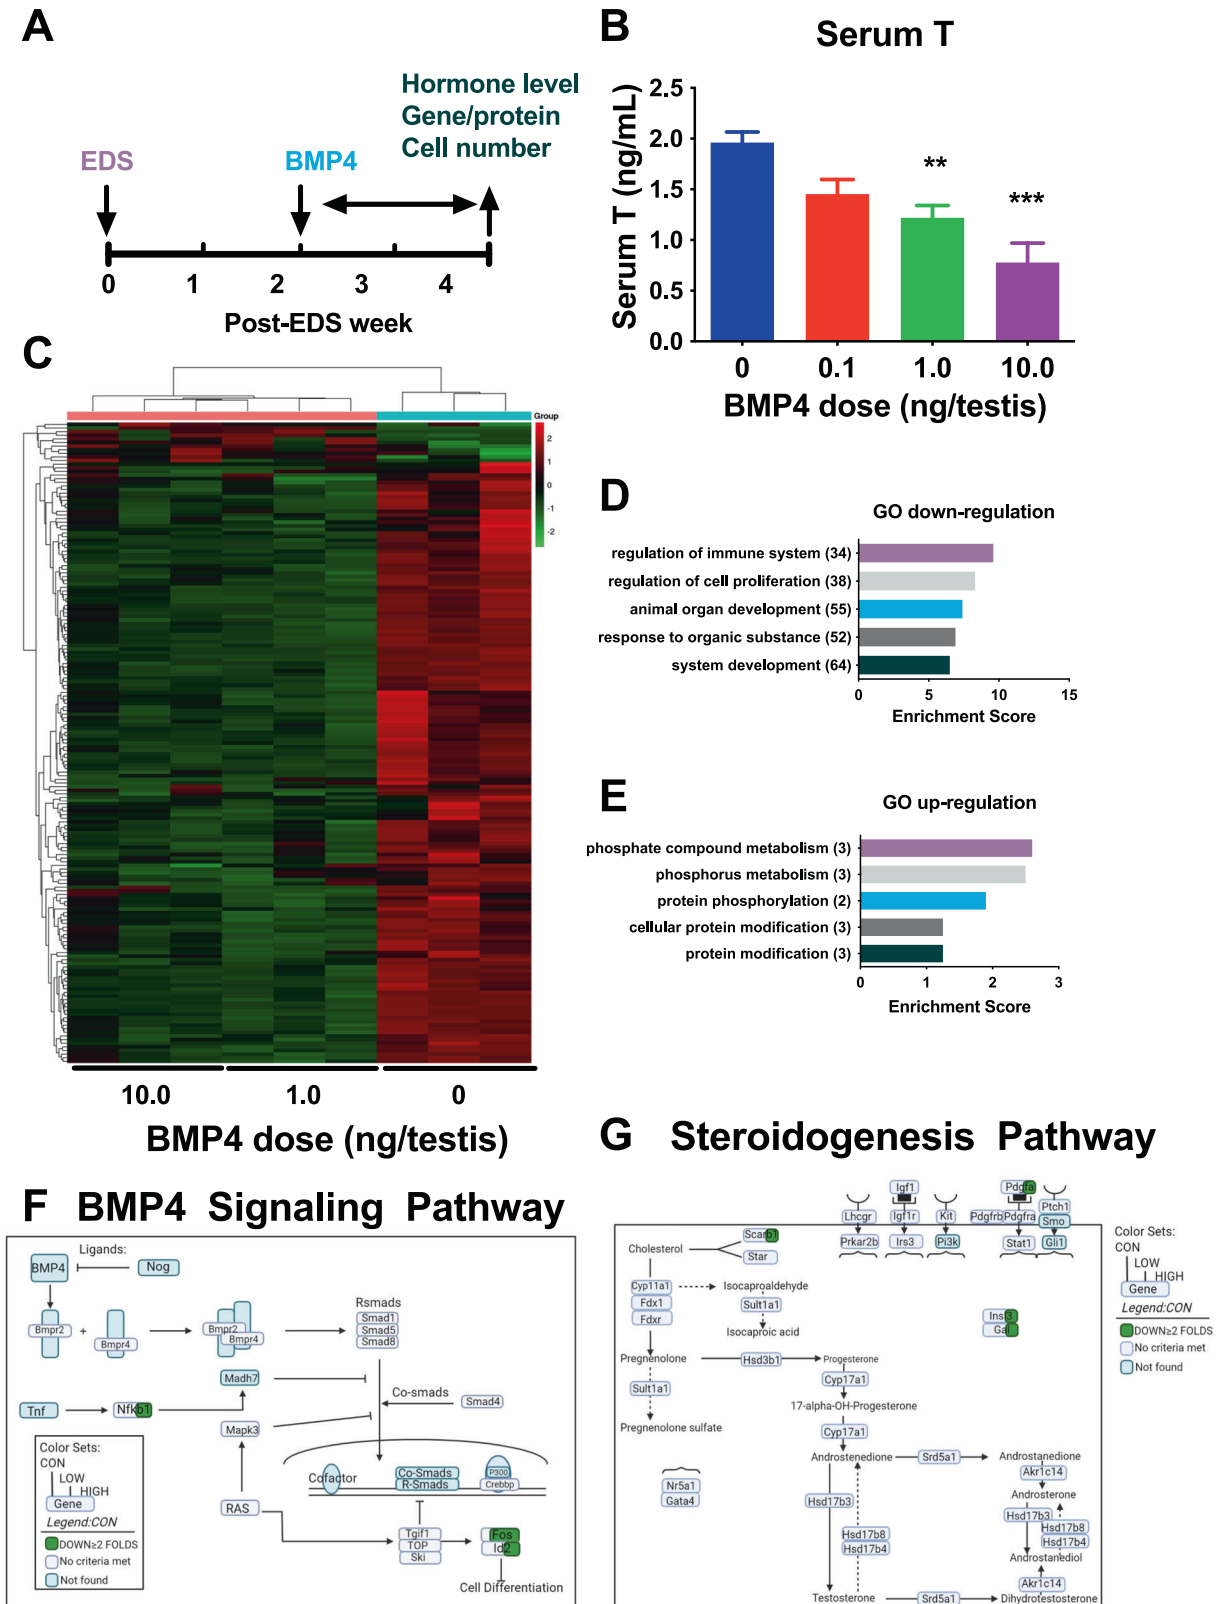 A
Hormone level
Gene/protein
Cell number
EDS
BMP4
0 1 2 3 4
Post-EDS week
B
Serum T
Serum T (ng/mL)
2.5
2.0
1.5
1.0
0.5
0.0
**
***
0 0.1 1.0 10.0
BMP4 dose (ng/testis)
C
Group
2
1
0
-1
-2
10.0 1.0 0
BMP4 dose (ng/testis)
D
GO down-regulation
regulation of immune system (34)
regulation of cell proliferation (38)
animal organ development (55)
response to organic substance (52)
system development (64)
0 5 10 15
Enrichment Score
E
GO up-regulation
phosphate compound metabolism (3)
phosphorus metabolism (3)
protein phosphorylation (2)
cellular protein modification (3)
protein modification (3)
0 1 2 3
Enrichment Score
F BMP4 Signaling Pathway
Ligands:
BMP4
Nog
Bmpr2
+
Bmpr4
Bmpr2
Bmpr4
Rsmads
Smad1
Smad5
Smad8
Madh7
Co-smads
Smad4
Tnf
Nfkb1
Mapk3
Cofactor
Co-Smads
R-Smads
P300
Crebbp
RAS
Tgif1
TOP
Ski
Fos
Id2
Cell Differentiation
Color Sets:
CON
LOW
HIGH
Gene
Legend:CON
DOWN≥2 FOLDS
No criteria met
Not found
G Steroidogenesis Pathway
Igf1
Pdgfa
Lhcgr
Igf1r
Kit
Pdgfrb
Pdgfra
Ptch1
Smo
Prkar2b
Irs3
Pi3k
Stat1
Gli1
Cholesterol
Scarb1
Star
Cyp11a1
Fdx1
Fdxr
Isocaproaldehyde
Sult1a1
Isocaproic acid
Insl3
Gal
Pregnenolone
Hsd3b1
Progesterone
Sult1a1
Cyp17a1
Pregnenolone sulfate
17-alpha-OH-Progesterone
Cyp17a1
Androstenedione
Srd5a1
Androstanedione
Akr1c14
Androsterone
Nr5a1
Gata4
Hsd17b3
Hsd17b8
Hsd17b4
Hsd17b3
Hsd17b8
Hsd17b4
Androstanediol
Akr1c14
Testosterone
Srd5a1
Dihydrotestosterone
Color Sets:
CON
LOW
HIGH
Gene
Legend:CON
DOWN≥2 FOLDS
No criteria met
Not found